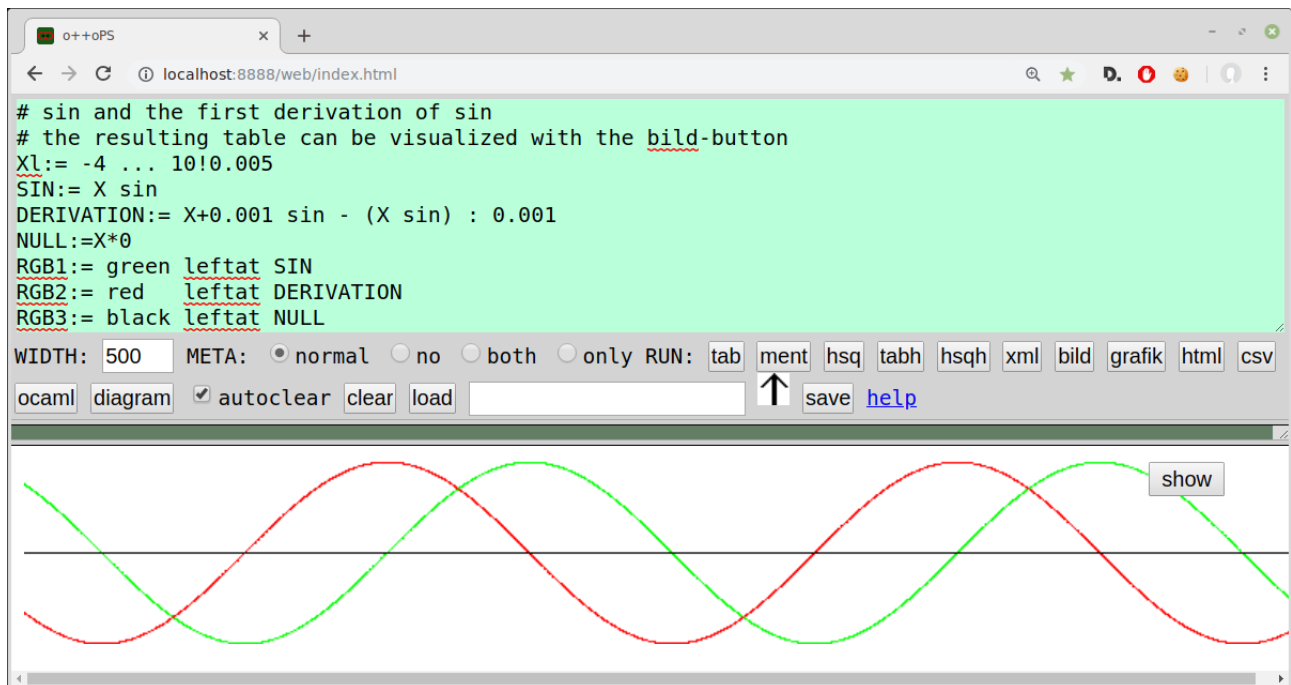 o++oPS
localhost:8888/web/index.html
D.
# sin and the first derivation of sin
# the resulting table can be visualized with the bild-button
Xl:= -4 ... 10!0.005
SIN:= X sin
DERIVATION:= X+0.001 sin - (X sin) : 0.001
NULL:=X*0
RGB1:= green leftat SIN
RGB2:= red   leftat DERIVATION
RGB3:= black leftat NULL
WIDTH: 500 META: normal no both only RUN: tab ment hsq tabh hsqh xml bild grafik html csv
ocaml diagram autoclear clear load save help
show